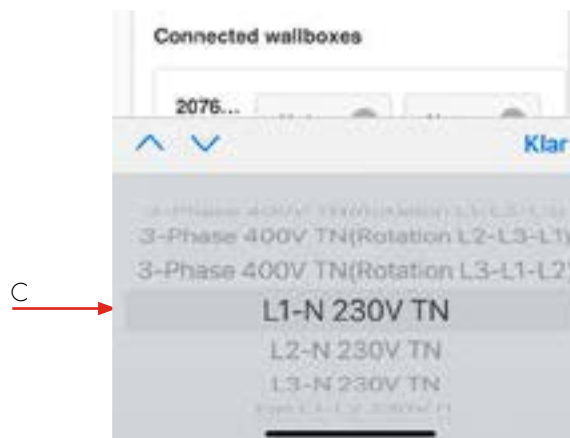 Connected wallboxes
2076...
Klar
3-Phase 400V TN(Rotation L2-L3-L1)
3-Phase 400V TN(Rotation L3-L1-L2)
C
L1-N 230V TN
L2-N 230V TN
L3-N 230V TN